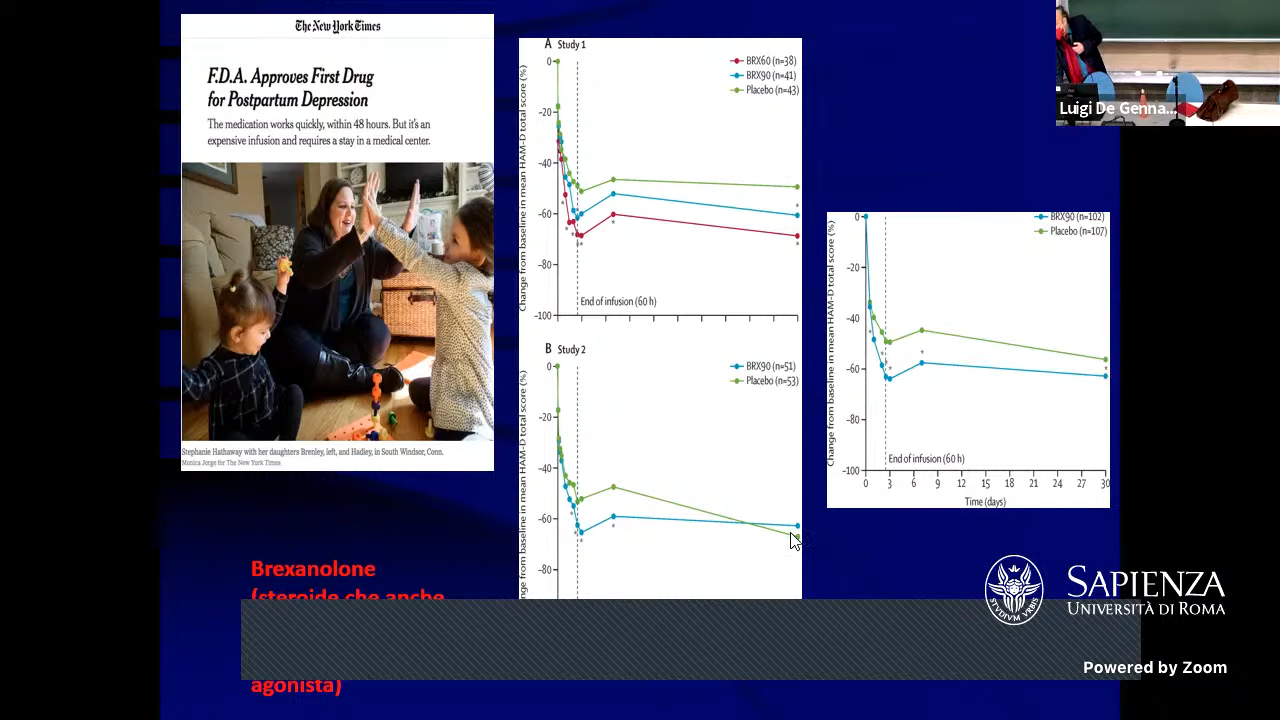 The New York Times
F.D.A. Approves First Drug
for Postpartum Depression
The medication works quickly, within 48 hours. But it's an
expensive infusion and requires a stay in a medical center.
Stephanie Hathaway with her daughters Brenley, left, and Hadley, in South Windsor, Conn.
Monica Jorge for The New York Times
A Study 1
Change from baseline in mean HAM-D total score (%)
0
−20
−40
−60
−80
−100
BRX60 (n=38)
BRX90 (n=41)
Placebo (n=43)
* * * * * * * *
End of infusion (60 h)
B Study 2
nge from baseline in mean HAM-D total score (%)
0
−20
−40
−60
−80
BRX90 (n=51)
Placebo (n=53)
* * * *
Change from baseline in mean HAM-D total score (%)
0
−20
−40
−60
−80
−100
BRX90 (n=102)
Placebo (n=107)
* * * * * *
End of infusion (60 h)
0 3 6 9 12 15 18 21 24 27 30
Time (days)
Brexanolone
(steroide che anche
agonista)
Luigi De Genna...
STUDIUM URBIS
SAPIENZA
UNIVERSITÀ DI ROMA
Powered by Zoom